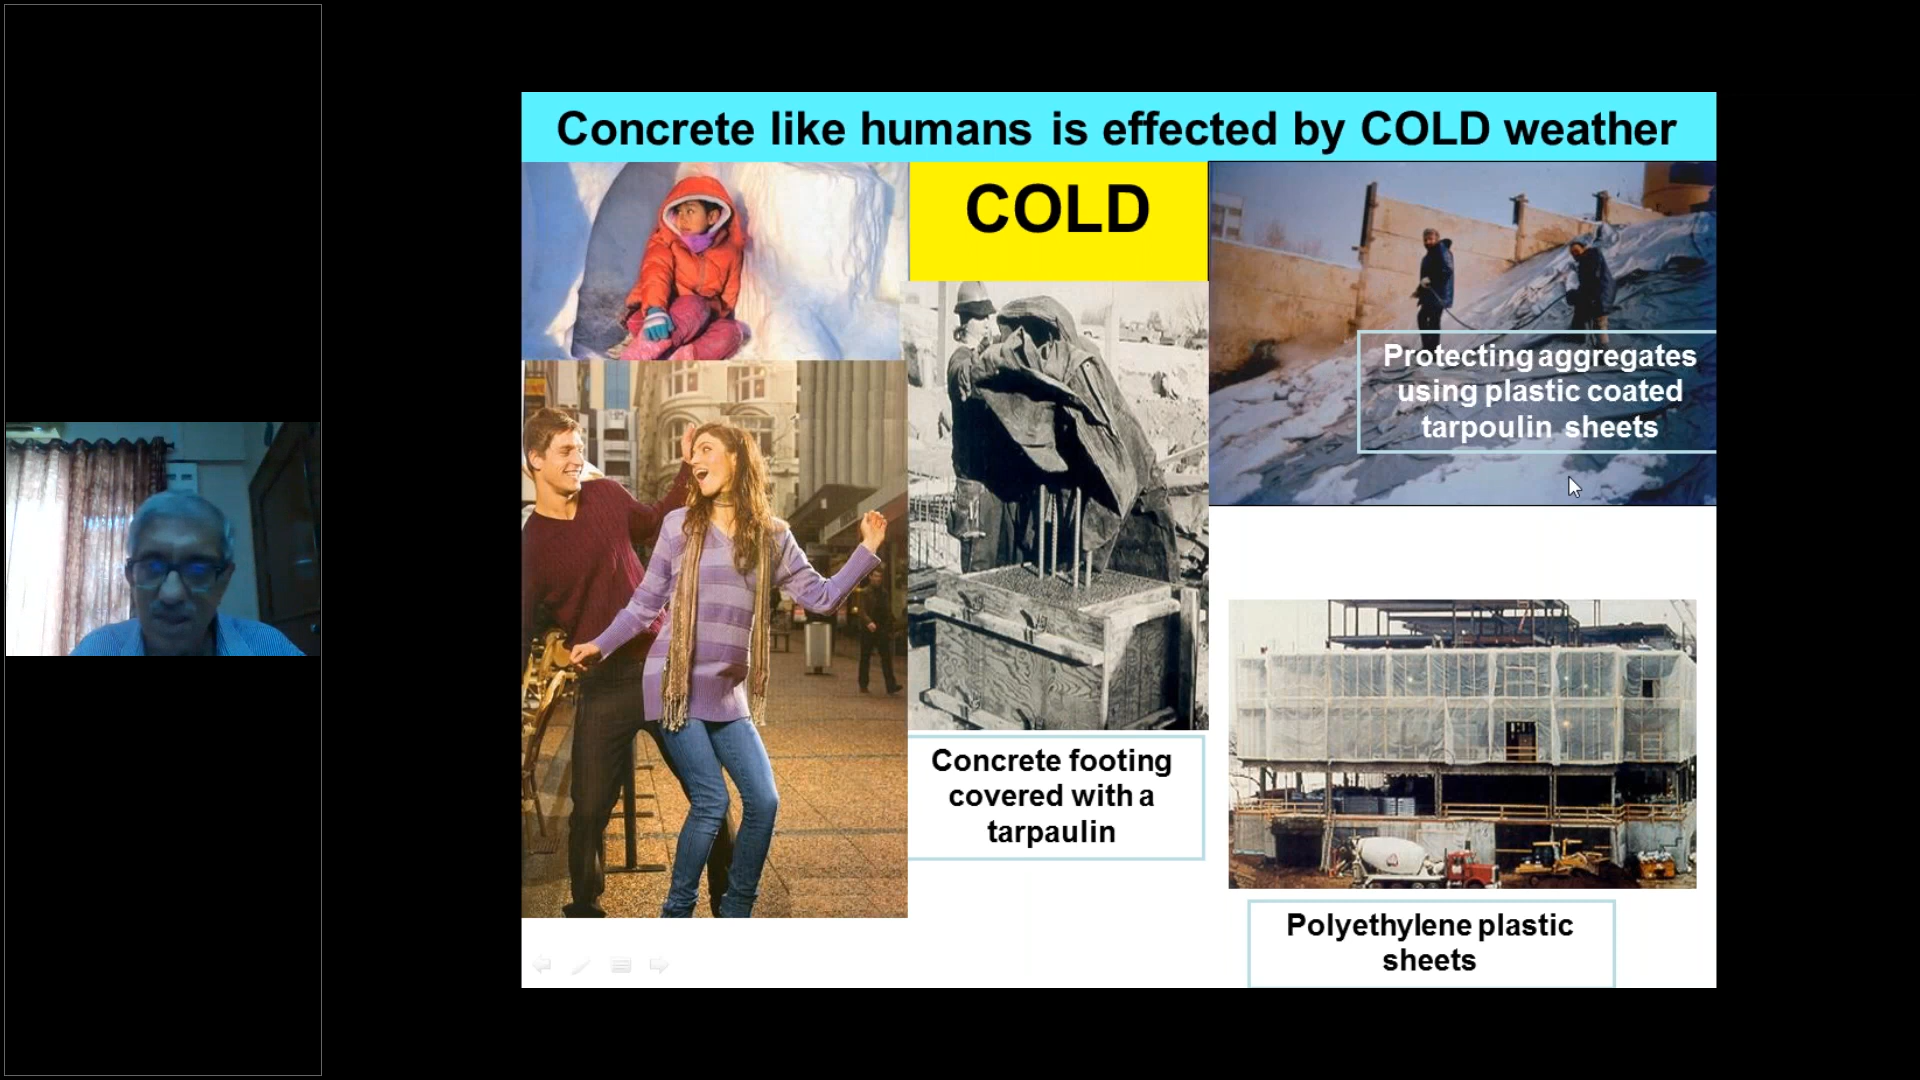 Concrete like humans is effected by COLD weather
COLD
Protecting aggregates
using plastic coated
tarpoulin sheets
Concrete footing
covered with a
tarpaulin
Polyethylene plastic
sheets